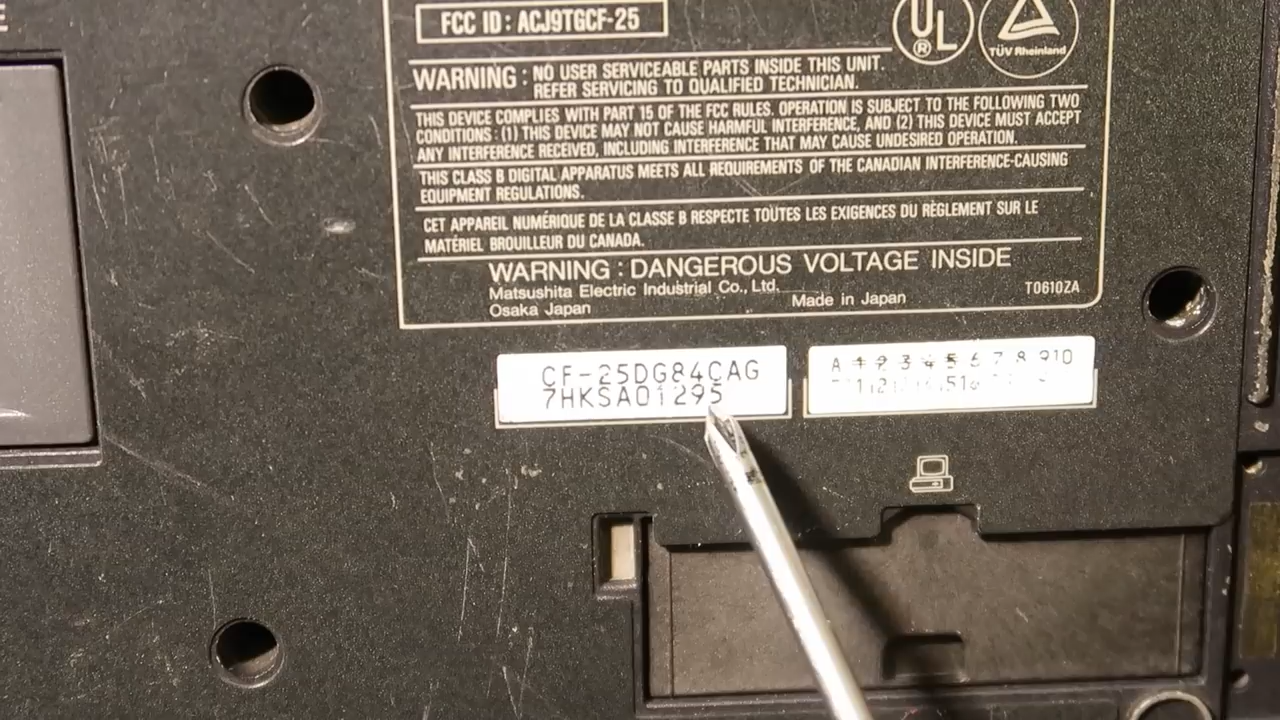 FCC ID : ACJ9TGCF-25
UL
®
TÜV Rheinland
WARNING : NO USER SERVICEABLE PARTS INSIDE THIS UNIT.
REFER SERVICING TO QUALIFIED TECHNICIAN.
THIS DEVICE COMPLIES WITH PART 15 OF THE FCC RULES. OPERATION IS SUBJECT TO THE FOLLOWING TWO
CONDITIONS : (1) THIS DEVICE MAY NOT CAUSE HARMFUL INTERFERENCE, AND (2) THIS DEVICE MUST ACCEPT
ANY INTERFERENCE RECEIVED, INCLUDING INTERFERENCE THAT MAY CAUSE UNDESIRED OPERATION.
THIS CLASS B DIGITAL APPARATUS MEETS ALL REQUIREMENTS OF THE CANADIAN INTERFERENCE-CAUSING
EQUIPMENT REGULATIONS.
CET APPAREIL NUMÉRIQUE DE LA CLASSE B RESPECTE TOUTES LES EXIGENCES DU RÈGLEMENT SUR LE
MATÉRIEL BROUILLEUR DU CANADA.
WARNING : DANGEROUS VOLTAGE INSIDE
Matsushita Electric Industrial Co., Ltd.
Osaka Japan
Made in Japan
T0610ZA
CF-25DG84CAG
7HKSA01295
A 1 2 3 4 5 6 7 8 9 10